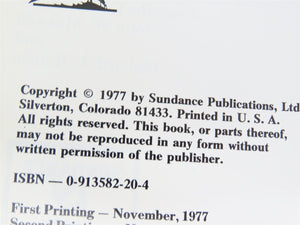 Copyright © 1977 by Sundance Publications, Ltd
Silverton, Colorado 81433. Printed in U. S. A.
All rights reserved. This book, or parts thereof,
may not be reproduced in any form without
written permission of the publisher.
ISBN — 0-913582-20-4
First Printing — November, 1977
Second Printing